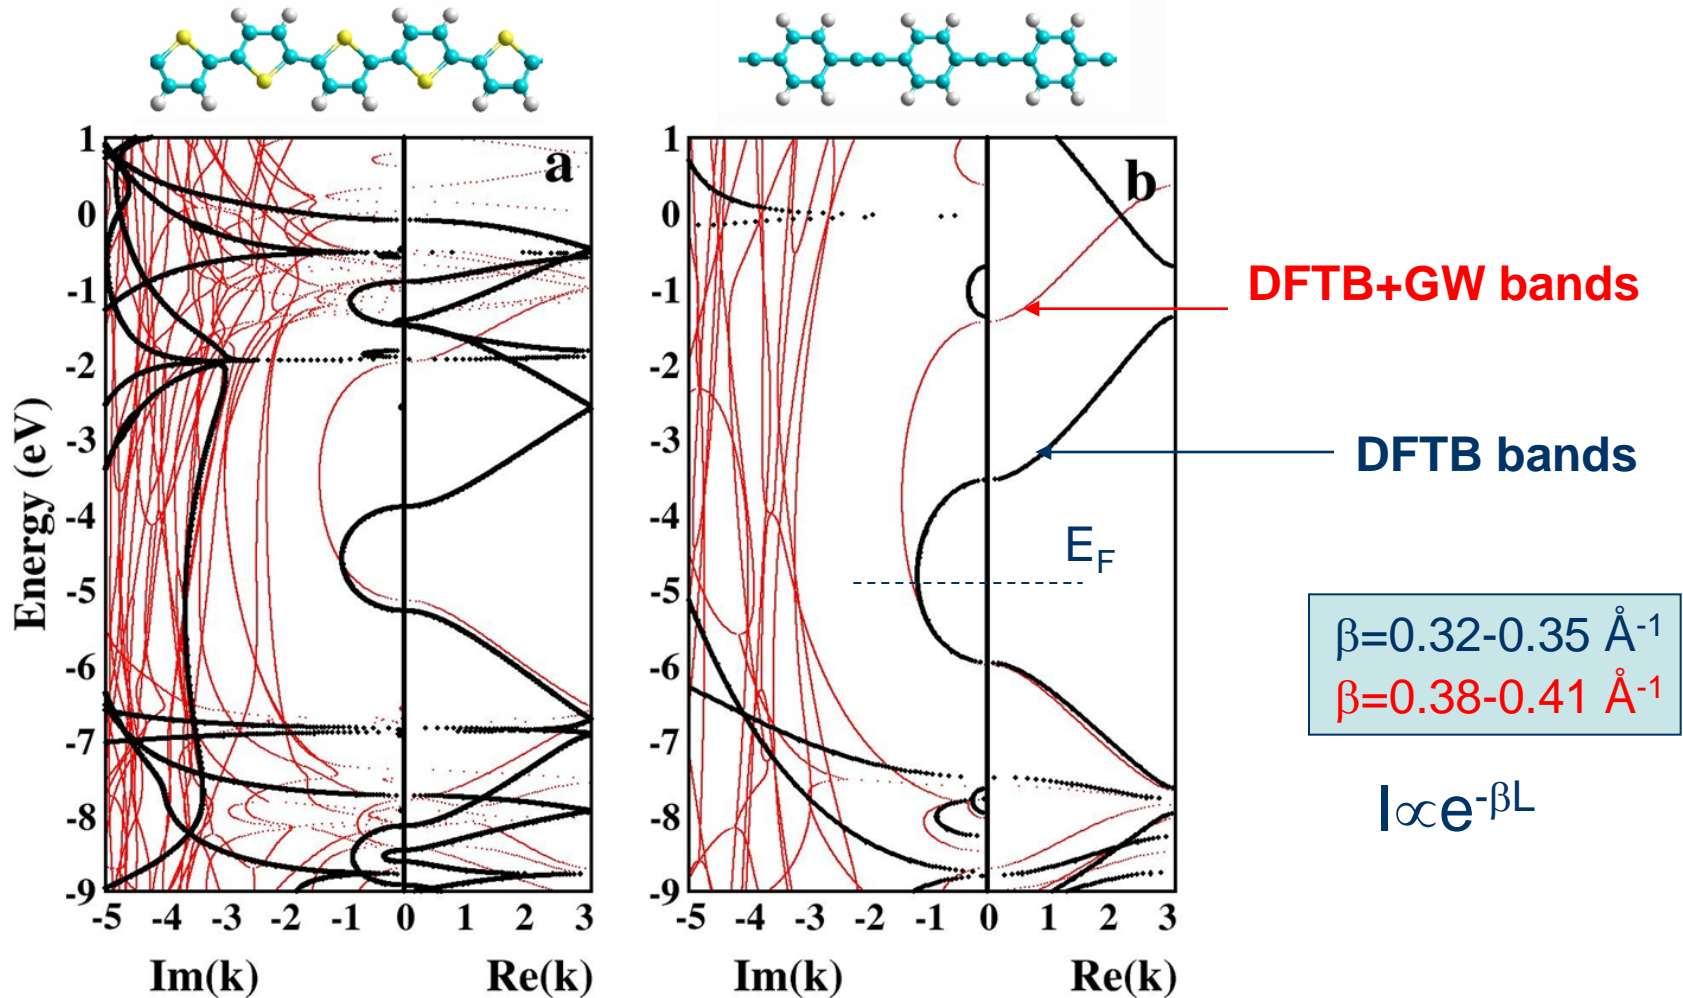 a
1
0
-1
-2
-3
-4
-5
-6
-7
-8
-9
Energy (eV)
-5 -4 -3 -2 -1 0 1 2 3
Im(k) Re(k)
b
1
0
-1
-2
-3
-4
-5
-6
-7
-8
-9
E_F
-5 -4 -3 -2 -1 0 1 2 3
Im(k) Re(k)
DFTB+GW bands
DFTB bands
β=0.32-0.35 Å⁻¹
β=0.38-0.41 Å⁻¹
I∝e^-βL